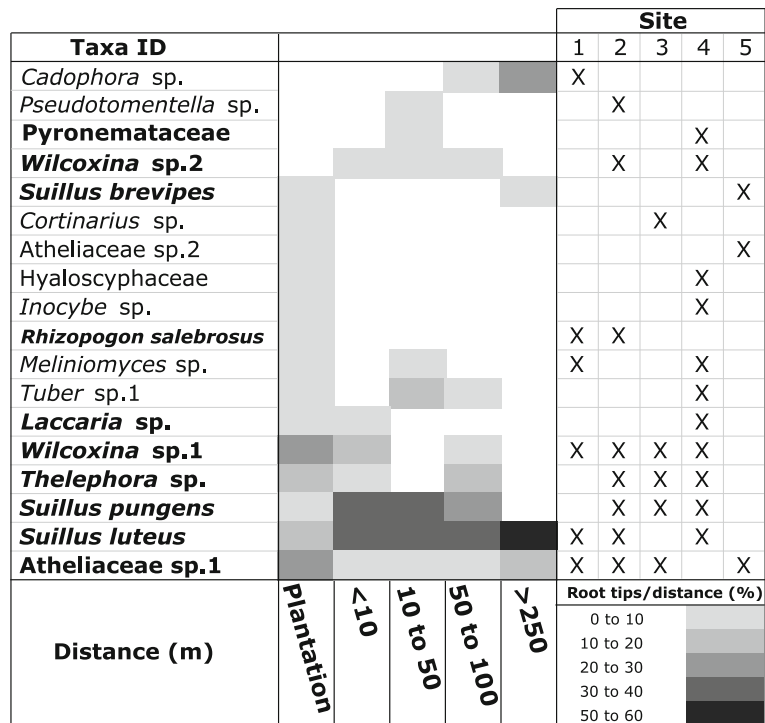 Site
Taxa ID 1 2 3 4 5
Cadophora sp. X
Pseudotomentella sp. X
Pyronemataceae X
Wilcoxina sp.2 X X
Suillus brevipes X
Cortinarius sp. X
Atheliaceae sp.2 X
Hyaloscyphaceae X
Inocybe sp. X
Rhizopogon salebrosus X X
Meliniomyces sp. X X
Tuber sp.1 X
Laccaria sp. X
Wilcoxina sp.1 X X X X
Thelephora sp. X X X
Suillus pungens X X X
Suillus luteus X X X
Atheliaceae sp.1 X X X X
Distance (m)
Plantation
<10
10 to 50
50 to 100
>250
Root tips/distance (%)
0 to 10
10 to 20
20 to 30
30 to 40
50 to 60